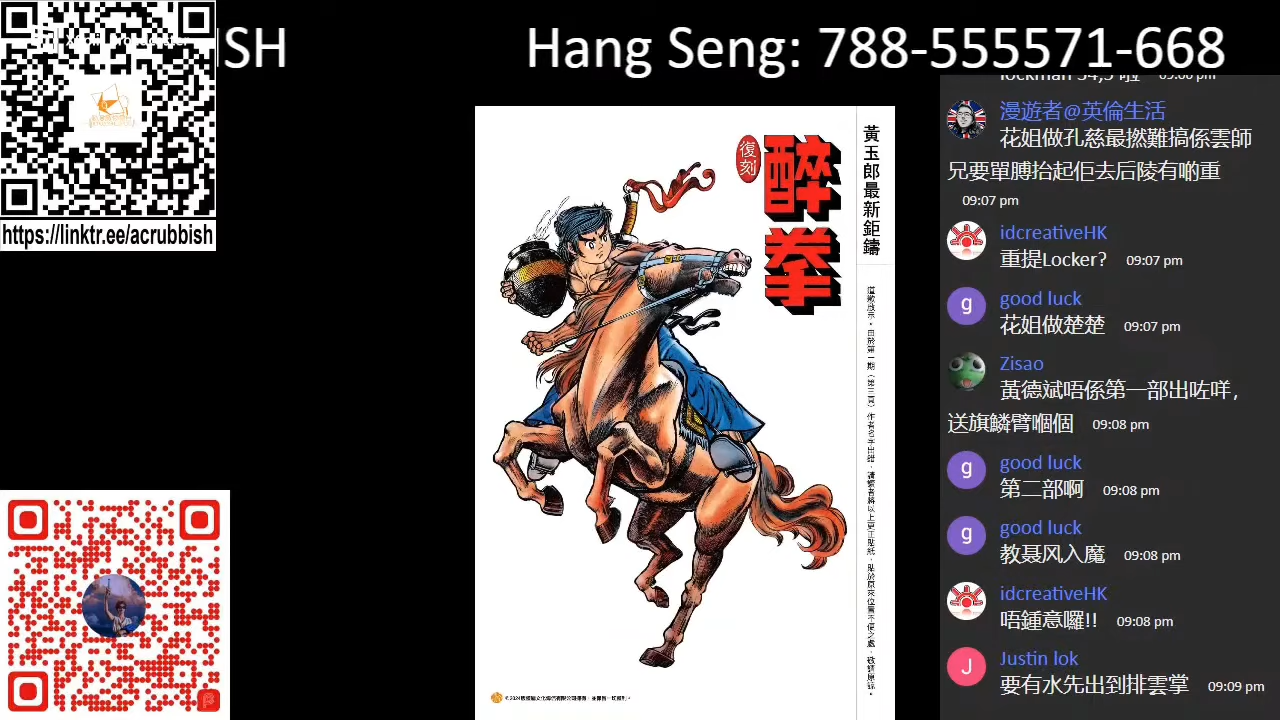 ISH
Hang Seng: 788-555571-668
https://linktr.ee/acrubbish
復刻
醉拳
黃玉郎最新鉅鑄
09:06 pm
漫遊者@英倫生活
花姐做孔慈最撚難搞係雲師
兄要單膊抬起佢去后陵有啲重
09:07 pm
idcreativeHK
重提Locker? 09:07 pm
good luck
花姐做楚楚 09:07 pm
Zisao
黃德斌唔係第一部出咗咩，
送旗鱗臂嗰個 09:08 pm
good luck
第二部啊 09:08 pm
good luck
教聂风入魔 09:08 pm
idcreativeHK
唔鍾意囉!! 09:08 pm
Justin lok
要有水先出到排雲掌 09:09 pm